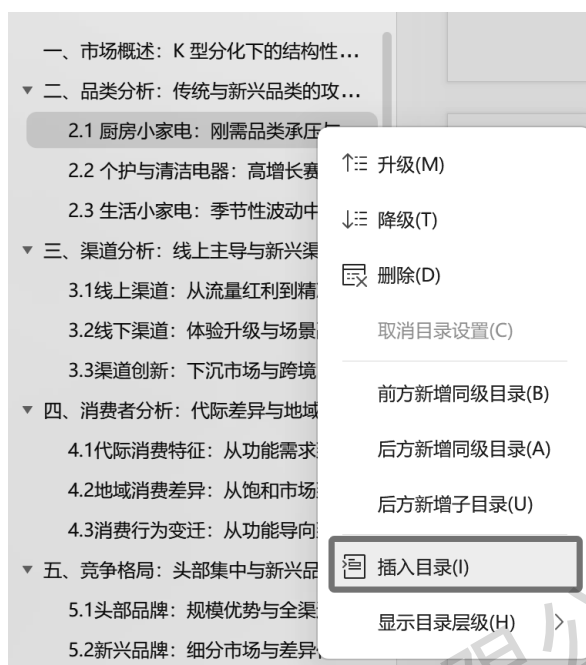 一、市场概述：K 型分化下的结构性...
二、品类分析：传统与新兴品类的攻...
2.1 厨房小家电：刚需品类承压与
2.2 个护与清洁电器：高增长赛
2.3 生活小家电：季节性波动中
三、渠道分析：线上主导与新兴渠
3.1线上渠道：从流量红利到精
3.2线下渠道：体验升级与场景
3.3渠道创新：下沉市场与跨境
四、消费者分析：代际差异与地域
4.1代际消费特征：从功能需求
4.2地域消费差异：从饱和市场
4.3消费行为变迁：从功能导向
五、竞争格局：头部集中与新兴品
5.1头部品牌：规模优势与全渠
5.2新兴品牌：细分市场与差异
升级(M)
降级(T)
删除(D)
取消目录设置(C)
前方新增同级目录(B)
后方新增同级目录(A)
后方新增子目录(U)
插入目录(I)
显示目录层级(H)